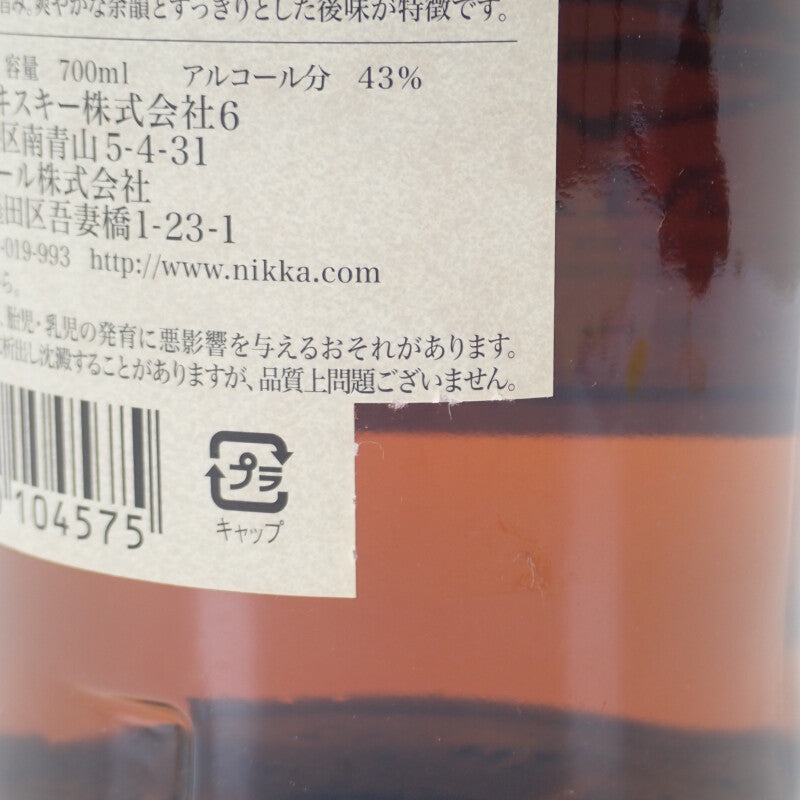 爽やかな余韻とすっきりとした後味が特徴です。
容量 700ml アルコール分 43%
ヰスキー株式会社6
区南青山5-4-31
ール株式会社
田区吾妻橋1-23-1
-019-993 http://www.nikka.com
ら。
、胎児・乳児の発育に悪影響を与えるおそれがあります。
析出し沈澱することがありますが、品質上問題ございません。
104575
プラ
キャップ